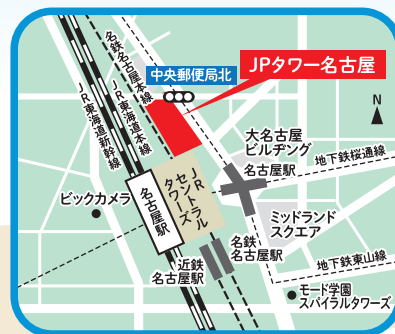 JPタワー名古屋
中央郵便局北
N
名鉄名古屋本線
JR東海道本線
JR東海道新幹線
大名古屋
ビルヂング
名古屋駅
地下鉄桜通線
ビックカメラ
名古屋駅
JR
セントラル
タワーズ
ミッドランド
スクエア
名鉄
名古屋駅
近鉄
名古屋駅
地下鉄東山線
モード学園
スパイラルタワーズ